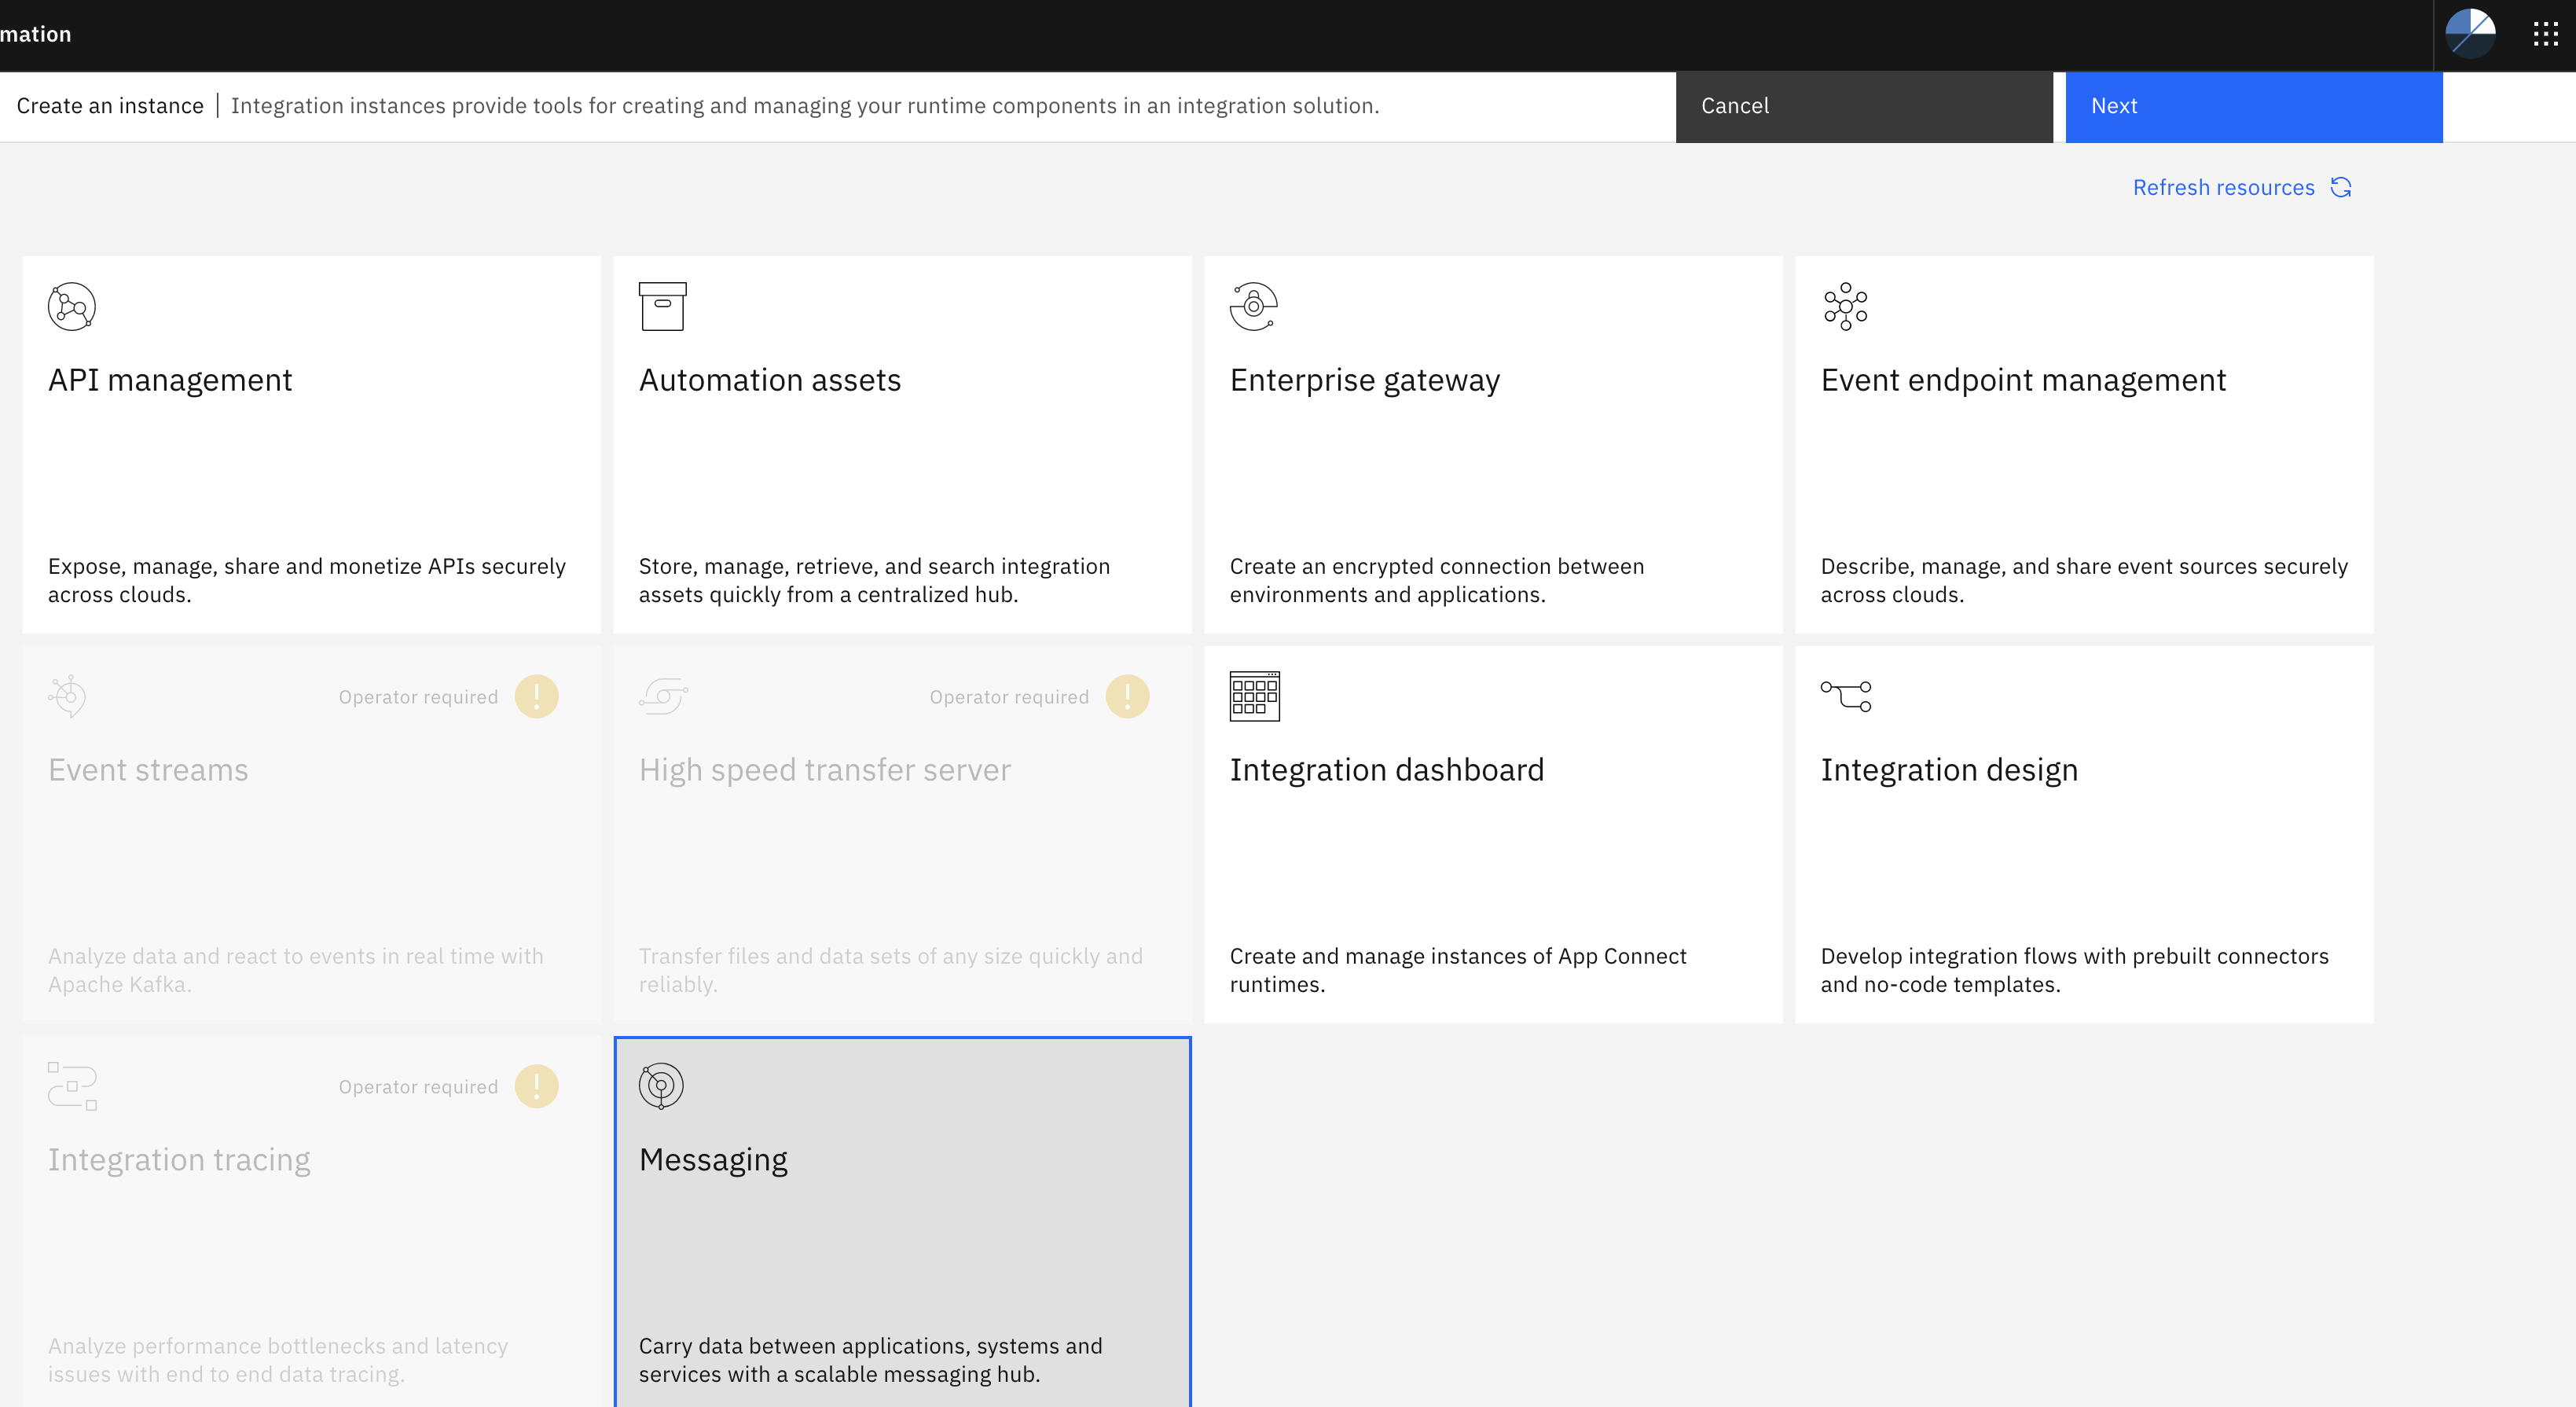 mation
Create an instance | Integration instances provide tools for creating and managing your runtime components in an integration solution.
Cancel
Next
Refresh resources
API management
Expose, manage, share and monetize APIs securely
across clouds.
Automation assets
Store, manage, retrieve, and search integration
assets quickly from a centralized hub.
Enterprise gateway
Create an encrypted connection between
environments and applications.
Event endpoint management
Describe, manage, and share event sources securely
across clouds.
Operator required
Event streams
Analyze data and react to events in real time with
Apache Kafka.
Operator required
High speed transfer server
Transfer files and data sets of any size quickly and
reliably.
Integration dashboard
Create and manage instances of App Connect
runtimes.
Integration design
Develop integration flows with prebuilt connectors
and no-code templates.
Operator required
Integration tracing
Analyze performance bottlenecks and latency
issues with end to end data tracing.
Messaging
Carry data between applications, systems and
services with a scalable messaging hub.